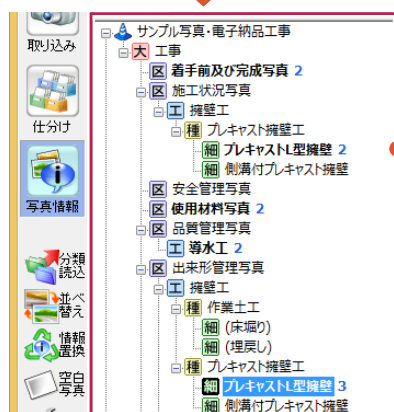 取り込み
仕分け
写真情報
分類
読込
並べ
替え
情報
置換
空白
写真
サンプル写真・電子納品工事
大 工事
区 着手前及び完成写真 2
区 施工状況写真
工 擁壁工
種 プレキャスト擁壁工
細 プレキャストL型擁壁 2
細 側溝付プレキャスト擁壁
区 安全管理写真
区 使用材料写真 2
区 品質管理写真
工 導水工 2
区 出来形管理写真
工 擁壁工
種 作業土工
細 (床堀り)
細 (埋戻し)
種 プレキャスト擁壁工
細 プレキャストL型擁壁 3
細 側溝付プレキャスト擁壁